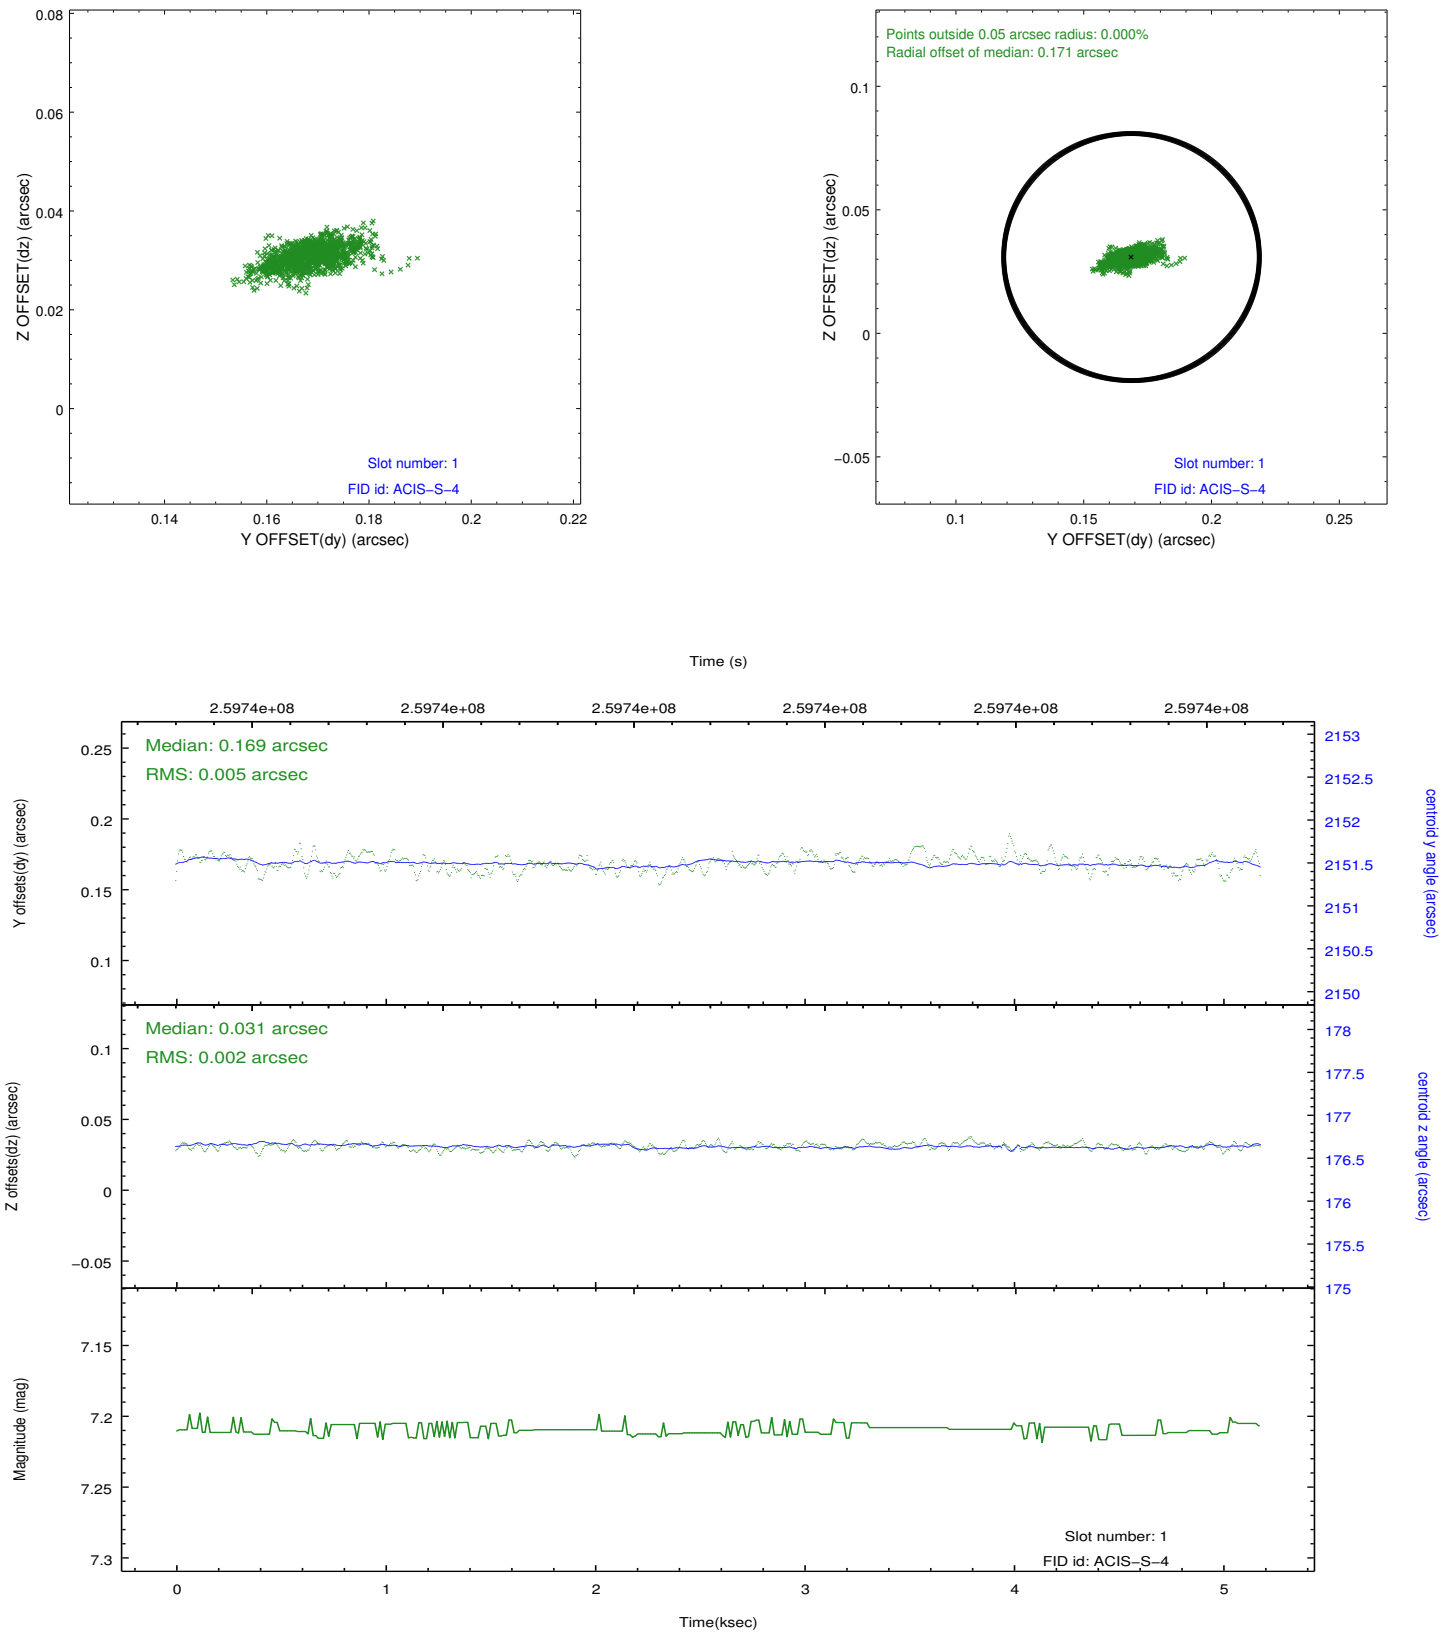 0.08
0.06
0.04
0.02
0
Z OFFSET(dz) (arcsec)
Slot number: 1
FID id: ACIS−S−4
0.14
0.16
0.18
0.2
0.22
Y OFFSET(dy) (arcsec)
Points outside 0.05 arcsec radius: 0.000%
Radial offset of median: 0.171 arcsec
0.1
0.05
0
−0.05
Z OFFSET(dz) (arcsec)
Slot number: 1
FID id: ACIS−S−4
0.1
0.15
0.2
0.25
Y OFFSET(dy) (arcsec)
Time (s)
2.5974e+08
2.5974e+08
2.5974e+08
2.5974e+08
2.5974e+08
2.5974e+08
Median: 0.169 arcsec
RMS: 0.005 arcsec
0.25
0.2
0.15
0.1
Y offsets(dy) (arcsec)
2153
2152.5
2152
2151.5
2151
2150.5
2150
centroid y angle (arcsec)
Median: 0.031 arcsec
RMS: 0.002 arcsec
0.1
0.05
0
−0.05
Z offsets(dz) (arcsec)
178
177.5
177
176.5
176
175.5
175
centroid z angle (arcsec)
7.15
7.2
7.25
7.3
Magnitude (mag)
Slot number: 1
FID id: ACIS−S−4
0
1
2
3
4
5
Time(ksec)